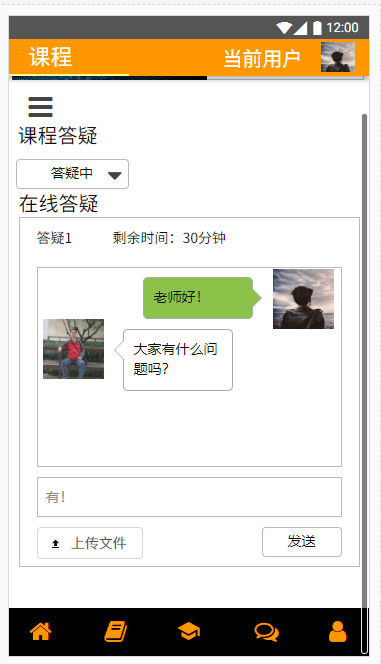 12:00
课程
当前用户
课程答疑
答疑中
在线答疑
答疑1 剩余时间：30分钟
老师好！
大家有什么问
题吗？
有！
上传文件
发送